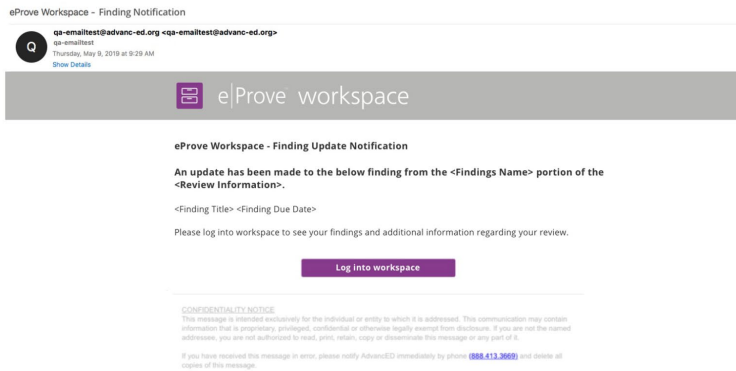 eProve Workspace - Finding Notification
qa-emailtest@advanc-ed.org <qa-emailtest@advanc-ed.org>
Q
qa-emailtest
Thursday, May 9, 2019 at 9:29 AM
Show Details
e|Prove™ workspace
eProve Workspace - Finding Update Notification
An update has been made to the below finding from the <Findings Name> portion of the
<Review Information>.
<Finding Title> <Finding Due Date>
Please log into workspace to see your findings and additional information regarding your review.
Log into workspace
CONFIDENTIALITY NOTICE
This message is intended exclusively for the individual or entity to which it is addressed. This communication may contain
information that is proprietary, privileged, confidential or otherwise legally exempt from disclosure. If you are not the named
addressee, you are not authorized to read, print, retain, copy or disseminate this message or any part of it.
If you have received this message in error, please notify AdvancED immediately by phone (888.413.3669) and delete all
copies of this message.